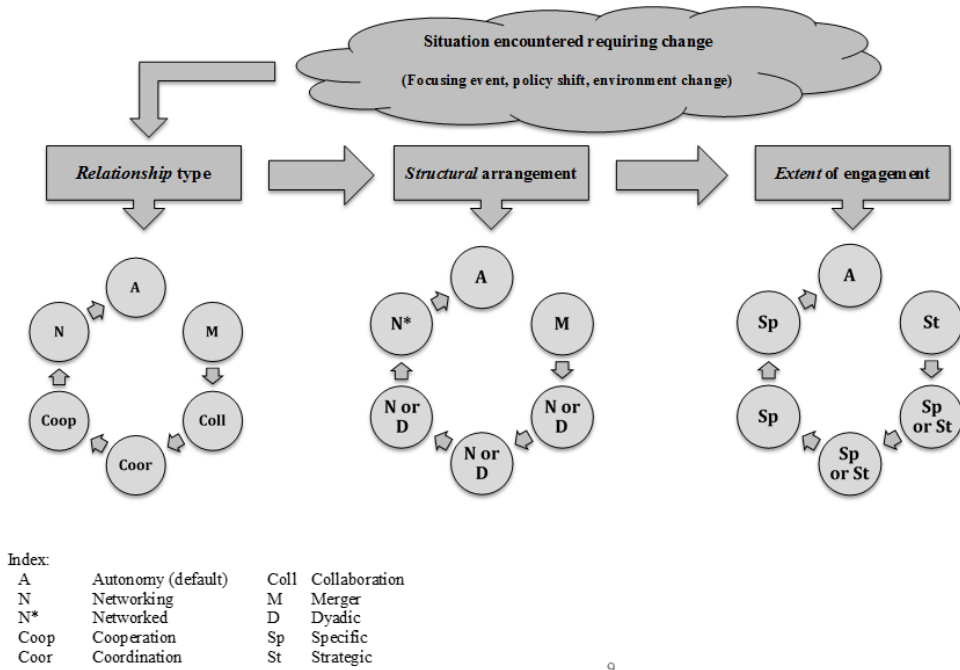 Situation encountered requiring change
(Focusing event, policy shift, environment change)
Relationship type
Structural arrangement
Extent of engagement
A
N
M
Coop
Coll
Coor
A
N*
M
N or
D
N or
D
N or
D
A
Sp
St
Sp
Sp
or St
Sp
or St
Index:
A Autonomy (default) Coll Collaboration
N Networking M Merger
N* Networked D Dyadic
Coop Cooperation Sp Specific
Coor Coordination St Strategic
9